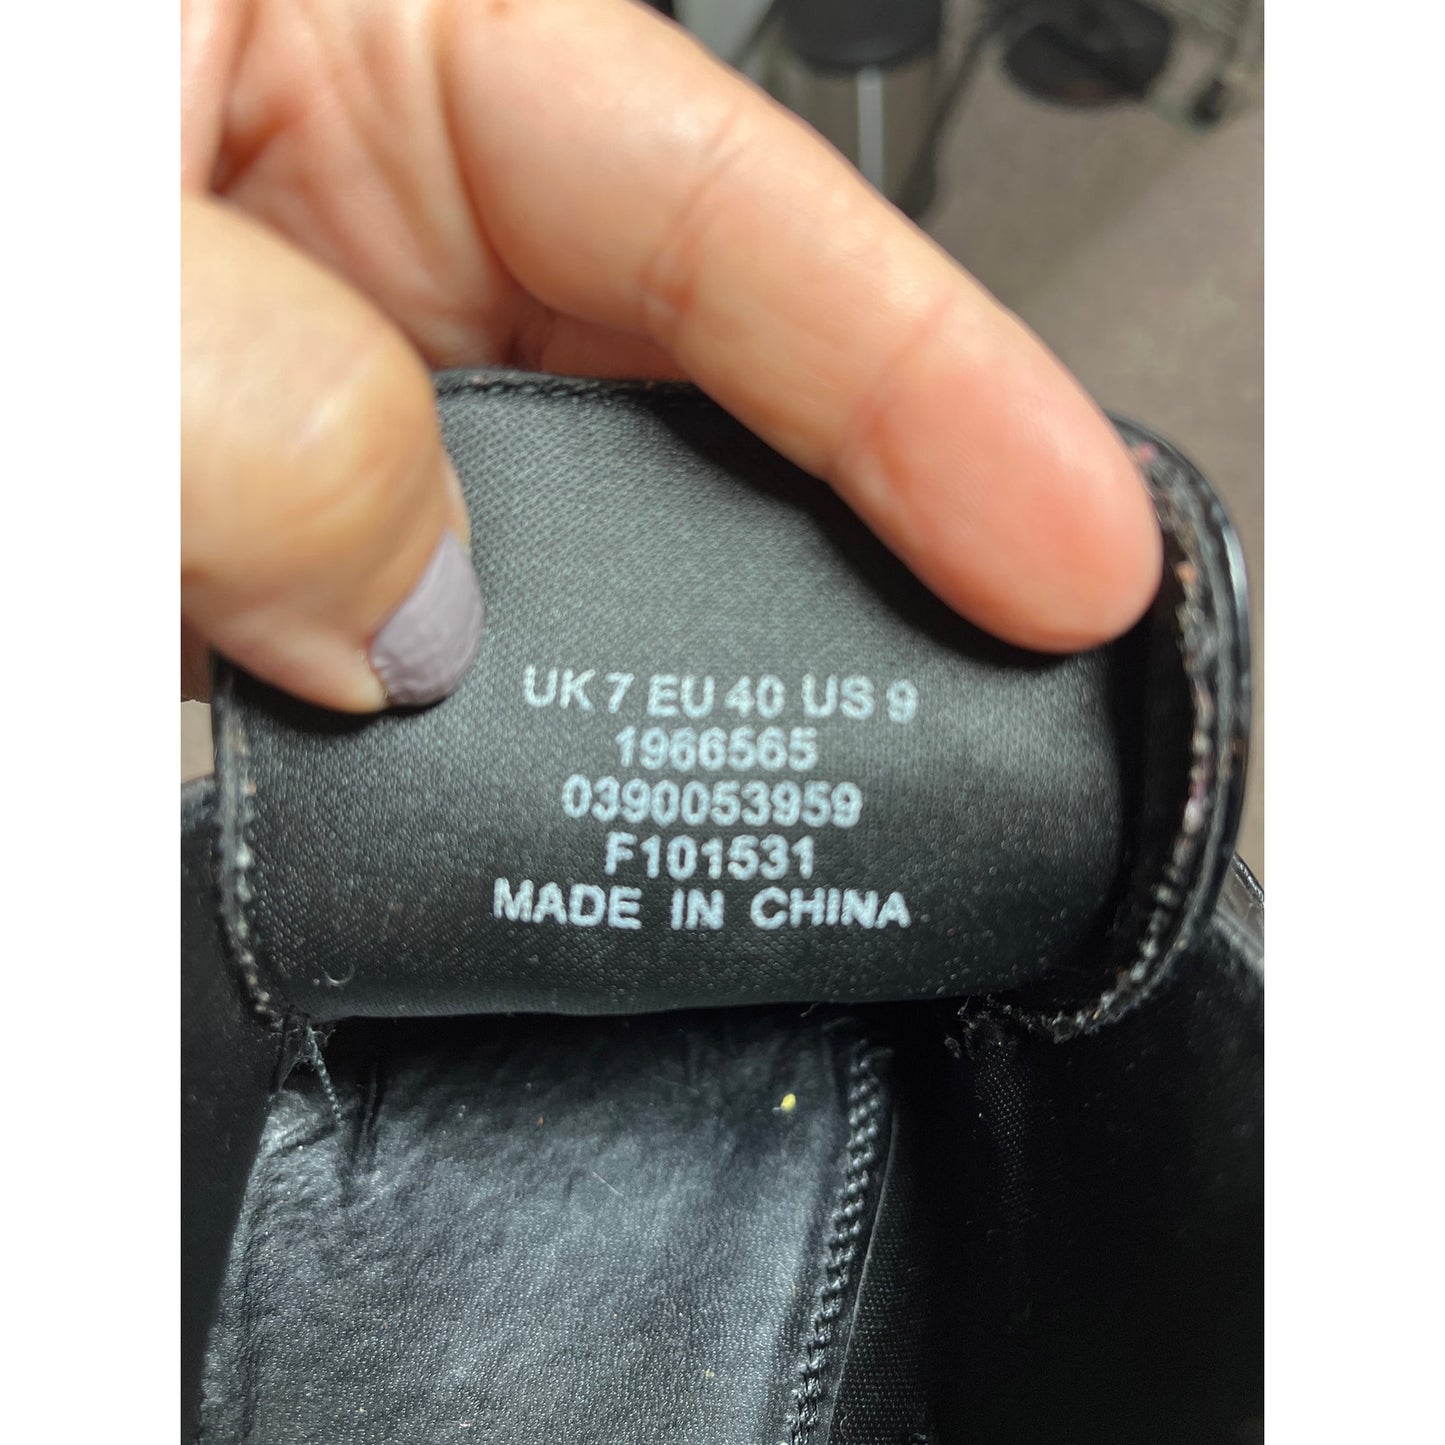 UK 7 EU 40 US 9
1966565
0390053959
F101531
MADE IN CHINA